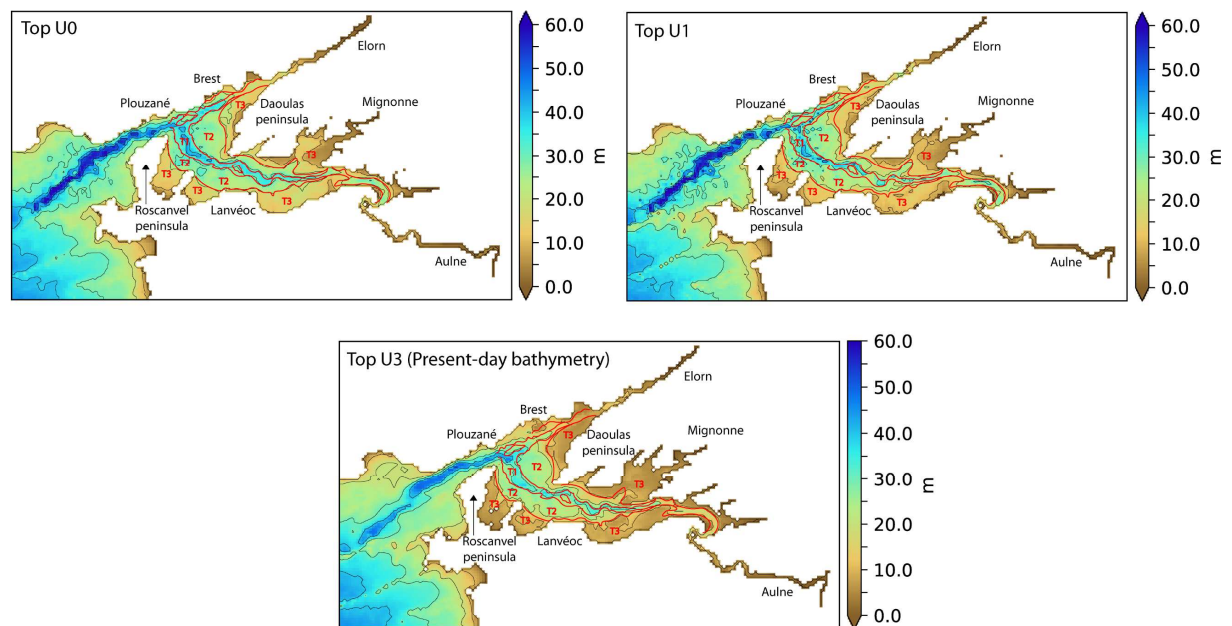 Top U0
Elorn
Brest
Plouzané
Daoulas
peninsula
Mignonne
T3
T1
T2
T3
T2
T3
T3
T2
T3
Roscanvel
peninsula
Lanvéoc
Aulne
60.0
50.0
40.0
30.0
20.0
10.0
0.0
m
Top U1
Elorn
Brest
Plouzané
Daoulas
peninsula
Mignonne
T3
T1
T2
T3
T2
T3
T3
T2
T3
Roscanvel
peninsula
Lanvéoc
Aulne
60.0
50.0
40.0
30.0
20.0
10.0
0.0
m
Top U3 (Present-day bathymetry)
Elorn
Brest
Plouzané
Daoulas
peninsula
Mignonne
T3
T1
T2
T3
T2
T3
T3
T2
T3
Roscanvel
peninsula
Lanvéoc
Aulne
60.0
50.0
40.0
30.0
20.0
10.0
0.0
m